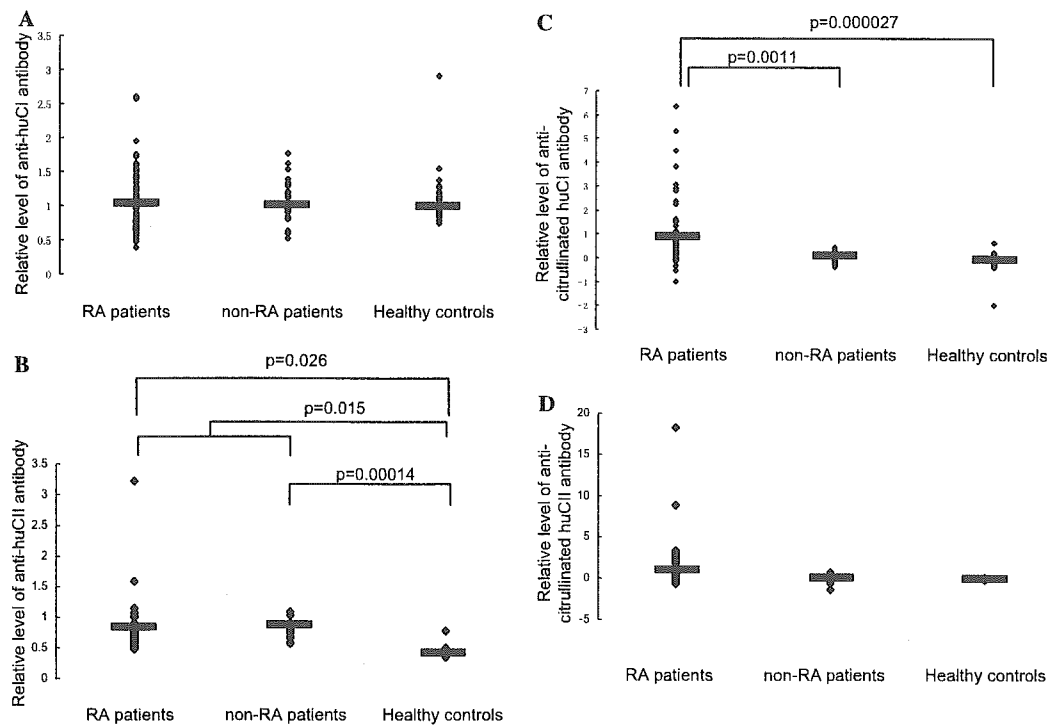 A
Relative level of anti-huCI antibody
3.5
3
2.5
2
1.5
1
0.5
0
RA patients
non-RA patients
Healthy controls
B
p=0.026
p=0.015
p=0.00014
Relative level of anti-huCII antibody
3.5
3
2.5
2
1.5
1
0.5
0
RA patients
non-RA patients
Healthy controls
C
p=0.000027
p=0.0011
Relative level of anti-
citrullinated huCI antibody
7
6
5
4
3
2
1
0
-1
-2
-3
RA patients
non-RA patients
Healthy controls
D
Relative level of anti-
citrullinated huCII antibody
20
15
10
5
0
-5
RA patients
non-RA patients
Healthy controls